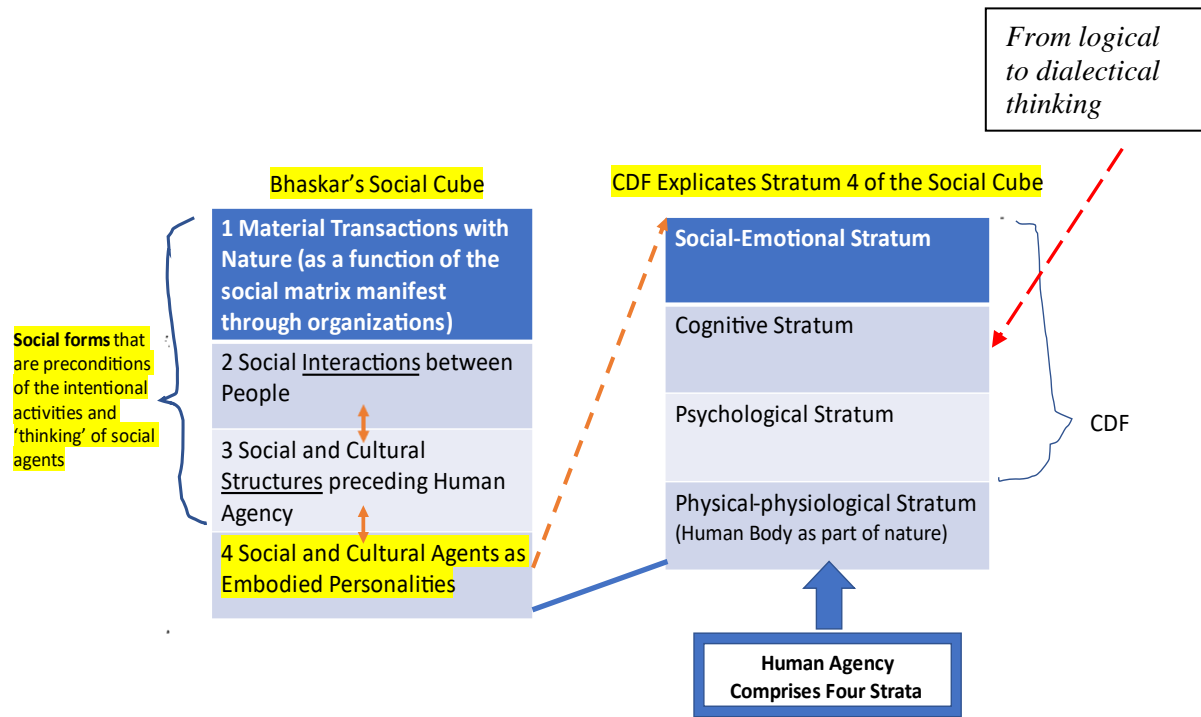 From logical
to dialectical
thinking
Bhaskar’s Social Cube
1 Material Transactions with
Nature (as a function of the
social matrix manifest
through organizations)
2 Social Interactions between
People
3 Social and Cultural
Structures preceding Human
Agency
4 Social and Cultural Agents as
Embodied Personalities
Social forms that
are preconditions
of the intentional
activities and
‘thinking’ of social
agents
CDF Explicates Stratum 4 of the Social Cube
Social-Emotional Stratum
Cognitive Stratum
Psychological Stratum
Physical-physiological Stratum
(Human Body as part of nature)
CDF
Human Agency
Comprises Four Strata